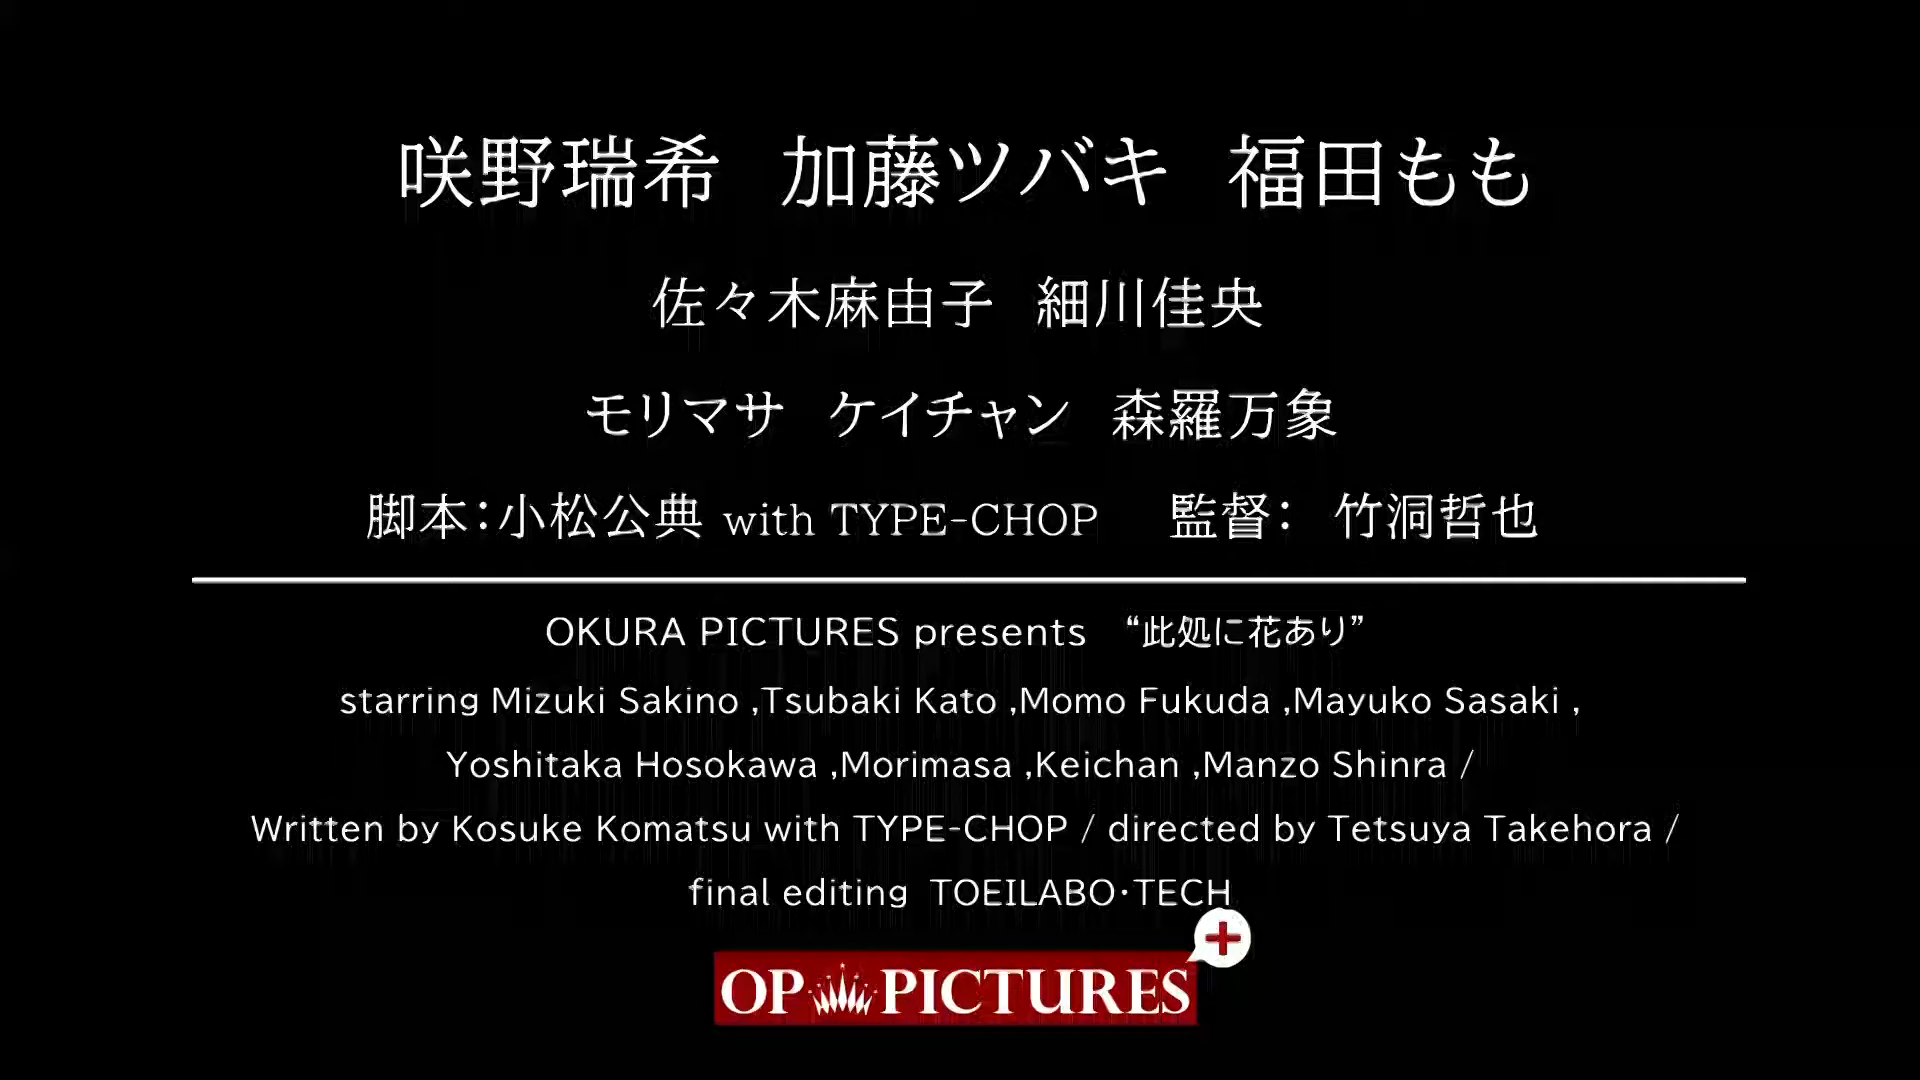 咲野瑞希　加藤ツバキ　福田もも
佐々木麻由子　細川佳央
モリマサ　ケイチャン　森羅万象
脚本：小松公典 with TYPE-CHOP　監督：　竹洞哲也
OKURA PICTURES presents　“此処に花あり”
starring Mizuki Sakino ,Tsubaki Kato ,Momo Fukuda ,Mayuko Sasaki ,
Yoshitaka Hosokawa ,Morimasa ,Keichan ,Manzo Shinra /
Written by Kosuke Komatsu with TYPE-CHOP / directed by Tetsuya Takehora /
final editing TOEILABO・TECH
OP PICTURES +